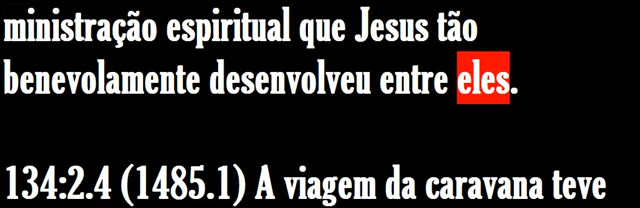 ministração espiritual que Jesus tão
benevolamente desenvolveu entre eles.
134:2.4 (1485.1) A viagem da caravana teve